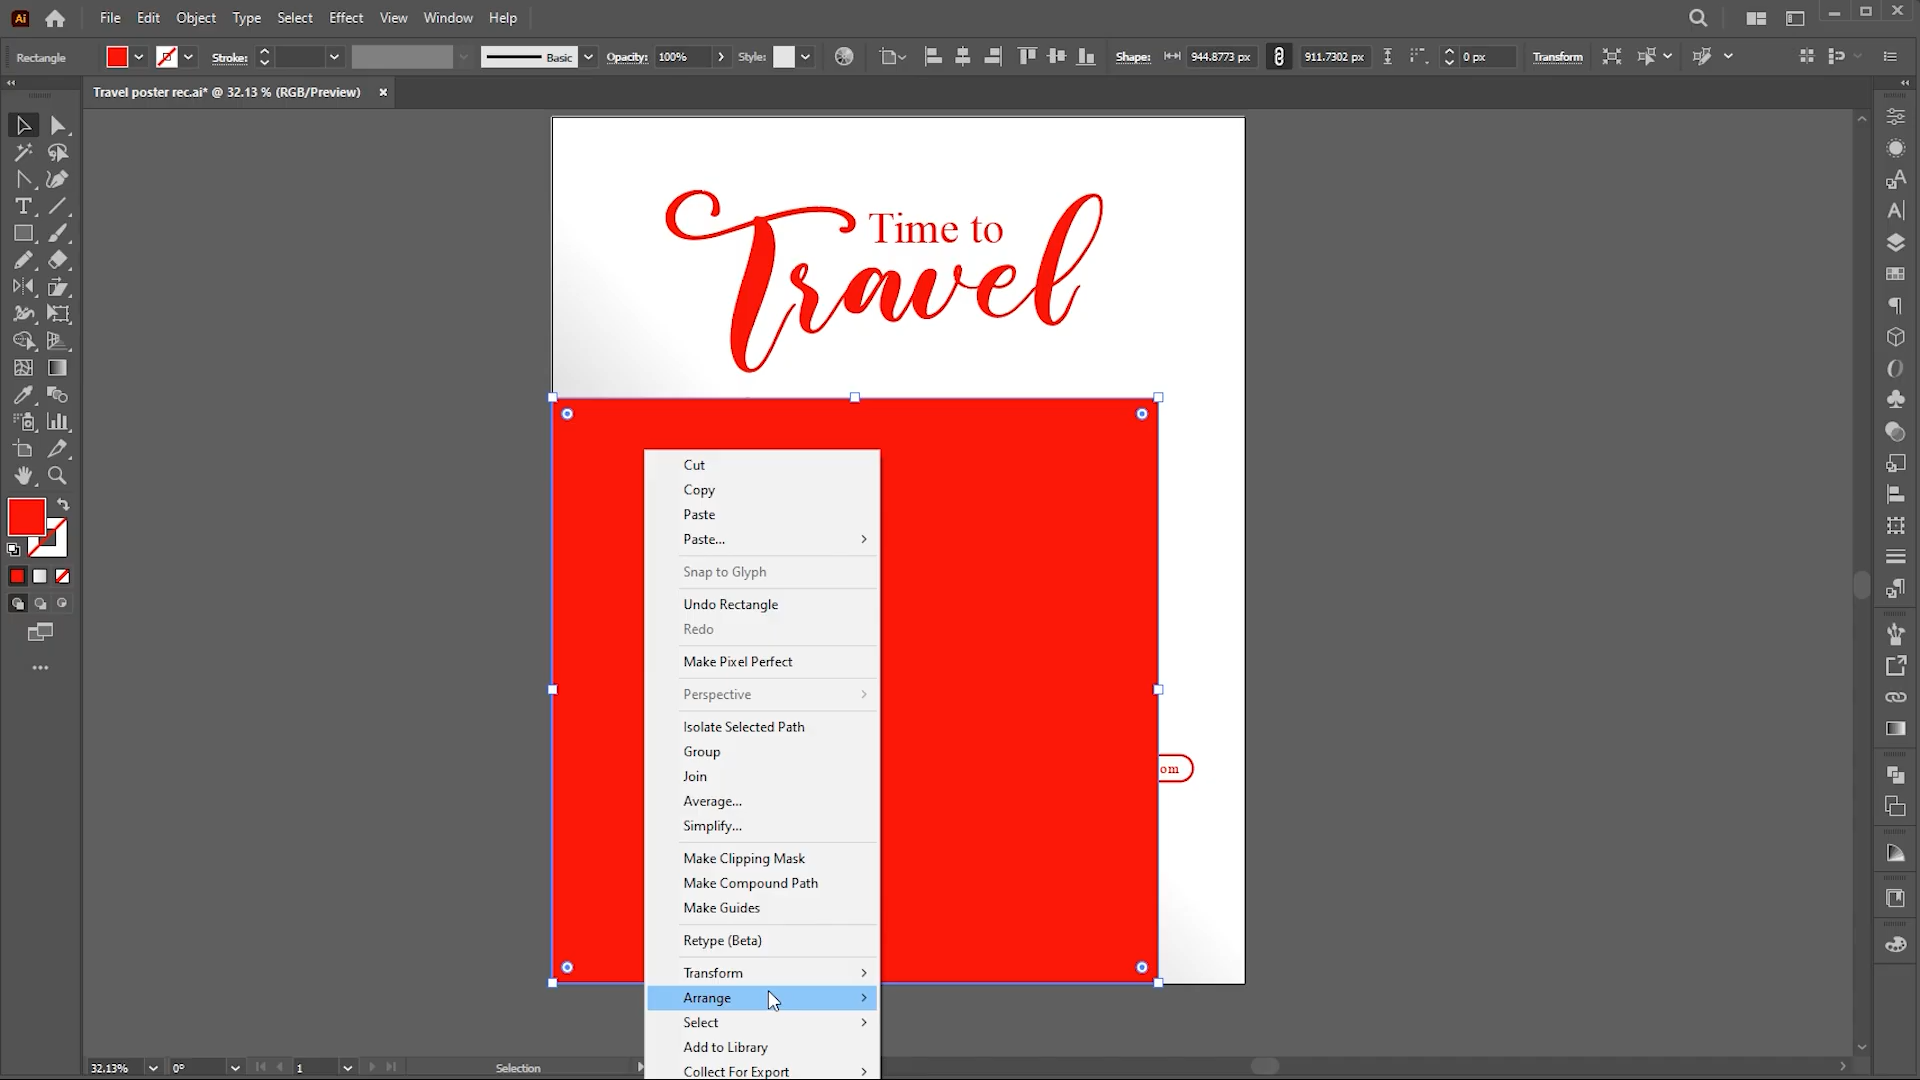 Ai File Edit Object Type Select Effect View Window Help
Rectangle Stroke: Basic Opacity: 100% Style: Shape: 944.8773 px 911.7302 px 0 px Transform
Travel poster rec.ai* @ 32.13 % (RGB/Preview)
Time to
Travel
Cut
Copy
Paste
Paste...
Snap to Glyph
Undo Rectangle
Redo
Make Pixel Perfect
Perspective
Isolate Selected Path
Group
Join
om
Average...
Simplify...
Make Clipping Mask
Make Compound Path
Make Guides
Retype (Beta)
Transform
Arrange
Select
Add to Library
Collect For Export
32.13% 0° 1 Selection